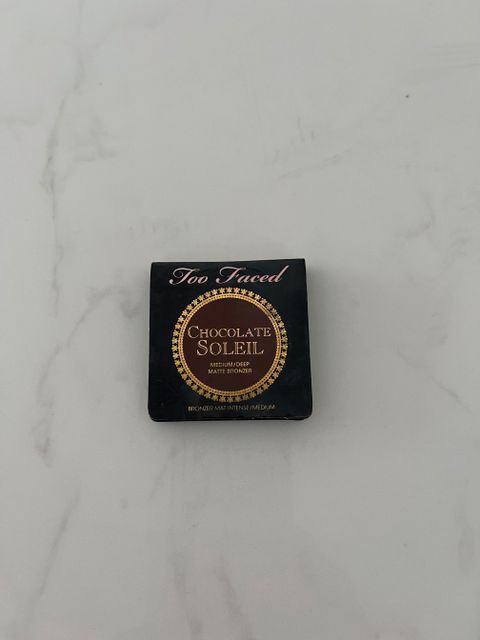 Too Faced
CHOCOLATE
SOLEIL
MEDIUM/DEEP
MATTE BRONZER
BRONZER MAT INTENSE/MEDIUM